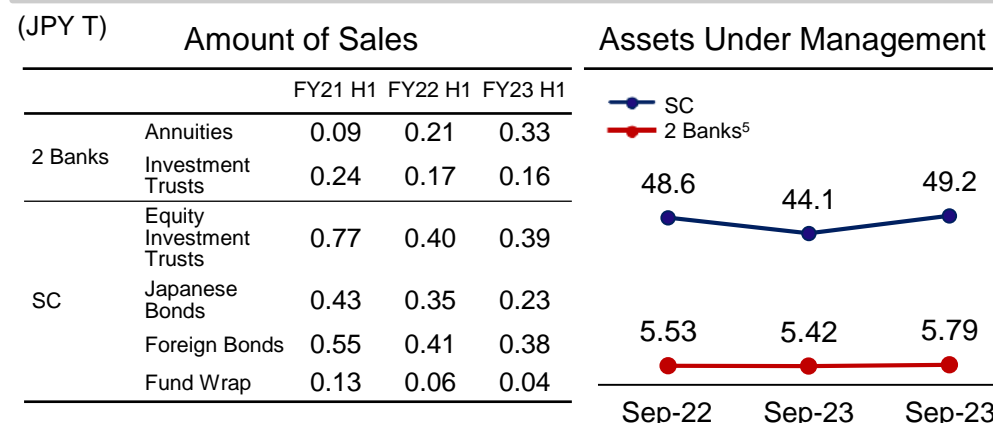 (JPY T)
Amount of Sales
FY21 H1 FY22 H1 FY23 H1
2 Banks
Annuities 0.09 0.21 0.33
Investment
Trusts 0.24 0.17 0.16
SC
Equity
Investment
Trusts 0.77 0.40 0.39
Japanese
Bonds 0.43 0.35 0.23
Foreign Bonds 0.55 0.41 0.38
Fund Wrap 0.13 0.06 0.04
Assets Under Management
SC
2 Banks⁵
48.6 44.1 49.2
5.53 5.42 5.79
Sep-22 Sep-23 Sep-23